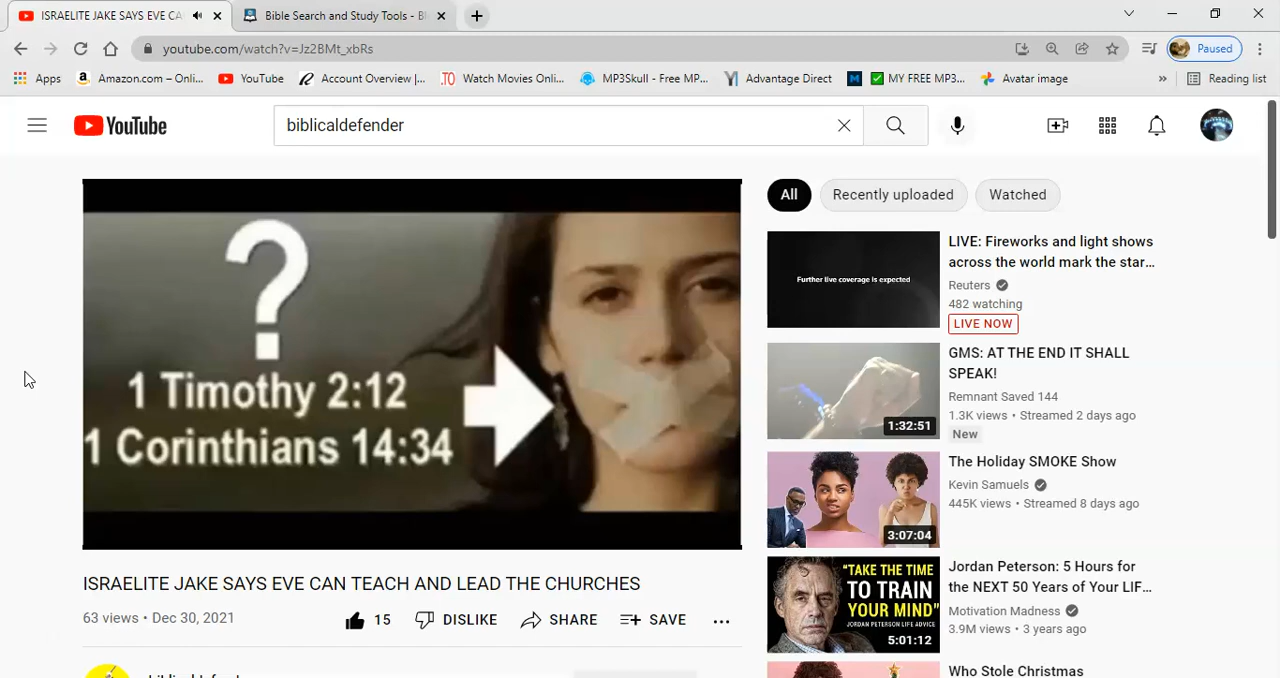 ISRAELITE JAKE SAYS EVE CA
Bible Search and Study Tools - Bl
youtube.com/watch?v=Jz2BMt_xbRs
Paused
Apps
Amazon.com – Onli...
YouTube
Account Overview |...
Watch Movies Onlin...
MP3Skull - Free MP...
Advantage Direct
MY FREE MP3...
Avatar image
»
Reading list
YouTube
biblicaldefender
?
1 Timothy 2:12
1 Corinthians 14:34
ISRAELITE JAKE SAYS EVE CAN TEACH AND LEAD THE CHURCHES
63 views • Dec 30, 2021
15
DISLIKE
SHARE
SAVE
All
Recently uploaded
Watched
Further live coverage is expected
LIVE: Fireworks and light shows
across the world mark the star...
Reuters
482 watching
LIVE NOW
1:32:51
GMS: AT THE END IT SHALL
SPEAK!
Remnant Saved 144
1.3K views • Streamed 2 days ago
New
3:07:04
The Holiday SMOKE Show
Kevin Samuels
445K views • Streamed 8 days ago
"TAKE THE TIME
TO TRAIN
YOUR MIND"
JORDAN PETERSON LIFE ADVICE
5:01:12
Jordan Peterson: 5 Hours for
the NEXT 50 Years of Your LIF...
Motivation Madness
3.9M views • 3 years ago
Who Stole Christmas